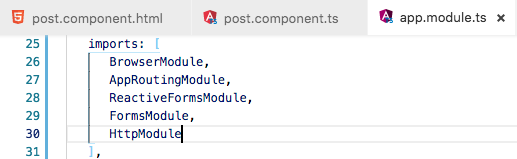 post.component.html post.component.ts app.module.ts ×
25 imports: [
26 BrowserModule,
27 AppRoutingModule,
28 ReactiveFormsModule,
29 FormsModule,
30 HttpModule
31 ],